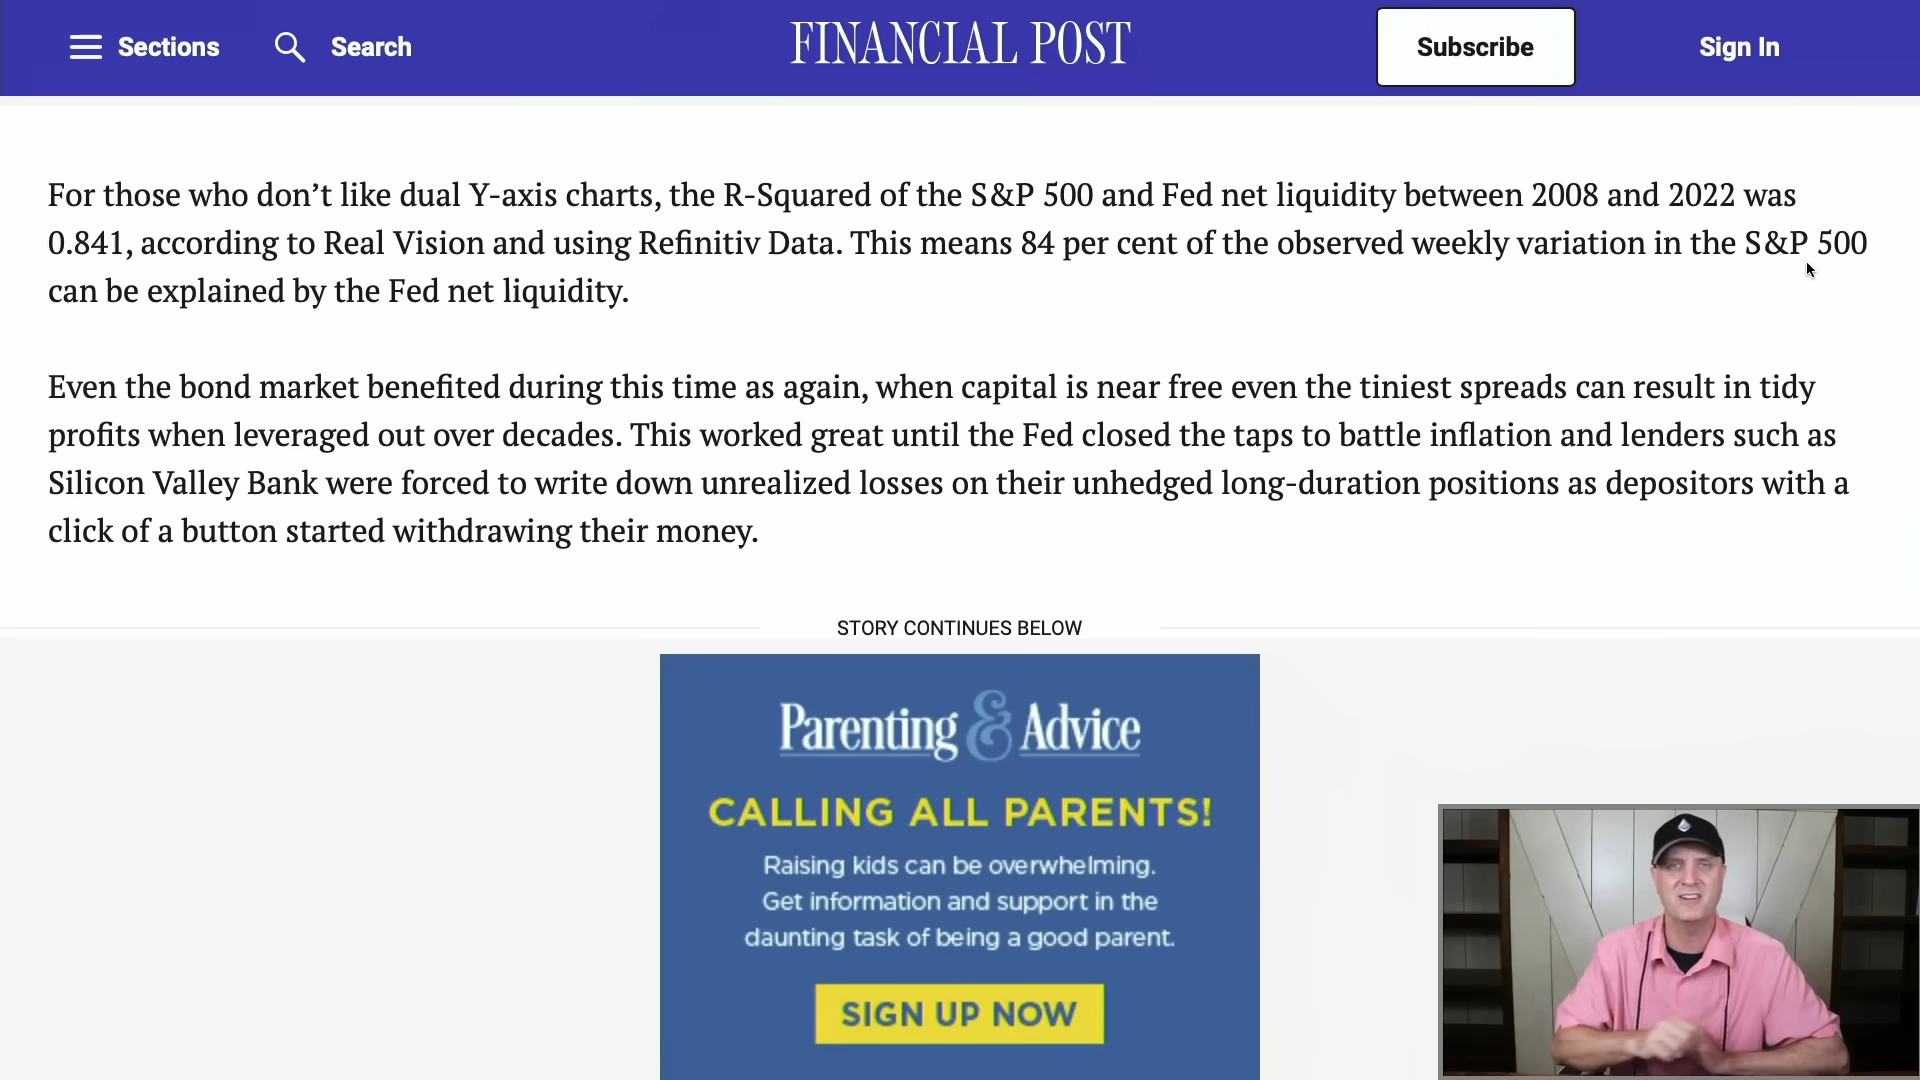 Sections
Search
FINANCIAL POST
Subscribe
Sign In
For those who don’t like dual Y-axis charts, the R-Squared of the S&P 500 and Fed net liquidity between 2008 and 2022 was
0.841, according to Real Vision and using Refinitiv Data. This means 84 per cent of the observed weekly variation in the S&P 500
can be explained by the Fed net liquidity.
Even the bond market benefited during this time as again, when capital is near free even the tiniest spreads can result in tidy
profits when leveraged out over decades. This worked great until the Fed closed the taps to battle inflation and lenders such as
Silicon Valley Bank were forced to write down unrealized losses on their unhedged long-duration positions as depositors with a
click of a button started withdrawing their money.
STORY CONTINUES BELOW
Parenting & Advice
CALLING ALL PARENTS!
Raising kids can be overwhelming.
Get information and support in the
daunting task of being a good parent.
SIGN UP NOW